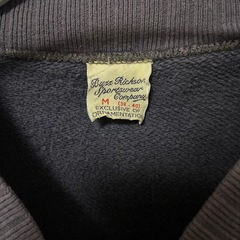 Buzz Rickson
Sportswear
Company
M (38-40)
EXCLUSIVE OF
ORNAMENTATION